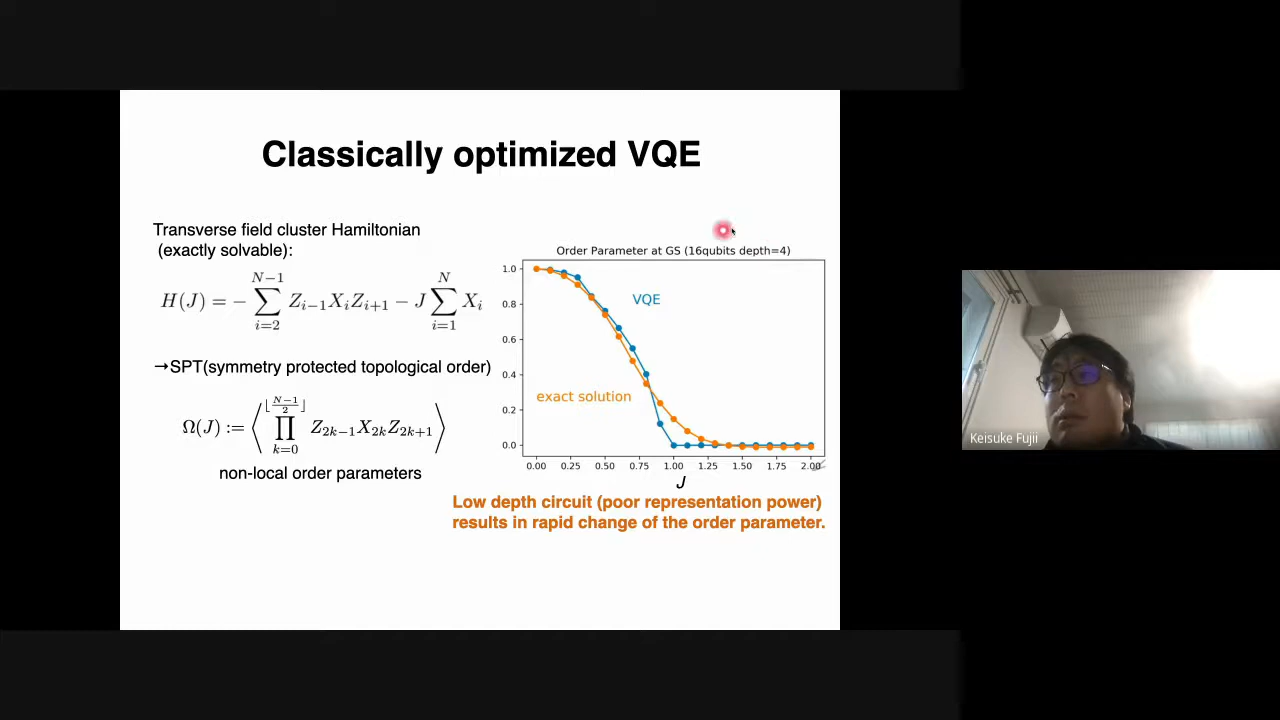 Classically optimized VQE
Transverse field cluster Hamiltonian
(exactly solvable):
H(J) = − ∑_{i=2}^{N−1} Z_{i−1}X_iZ_{i+1} − J ∑_{i=1}^{N} X_i
→SPT(symmetry protected topological order)
Ω(J) := ⟨ ∏_{k=0}^{⌊\frac{N−1}{2}⌋} Z_{2k−1}X_{2k}Z_{2k+1} ⟩
non-local order parameters
Order Parameter at GS (16qubits depth=4)
1.0
0.8
0.6
0.4
0.2
0.0
VQE
exact solution
0.00 0.25 0.50 0.75 1.00 1.25 1.50 1.75 2.00
J
Low depth circuit (poor representation power)
results in rapid change of the order parameter.
Keisuke Fujii